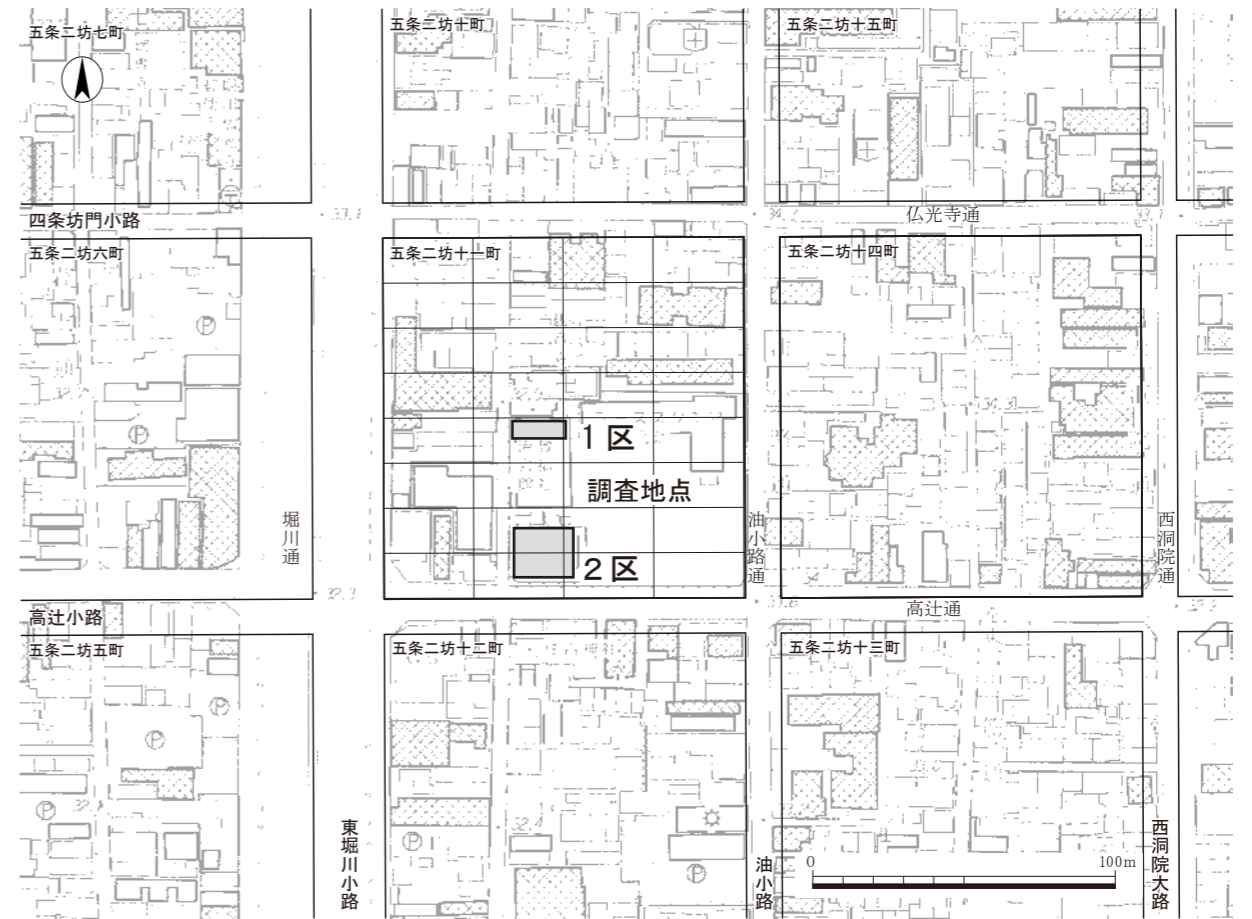 五条二坊七町
五条二坊十町
五条二坊十五町
四条坊門小路
仏光寺通
五条二坊六町
五条二坊十一町
五条二坊十四町
1区
調査地点
2区
堀川通
油小路通
西洞院通
高辻小路
高辻通
五条二坊五町
五条二坊十二町
五条二坊十三町
東堀川小路
油小路
西洞院大路
0 100m